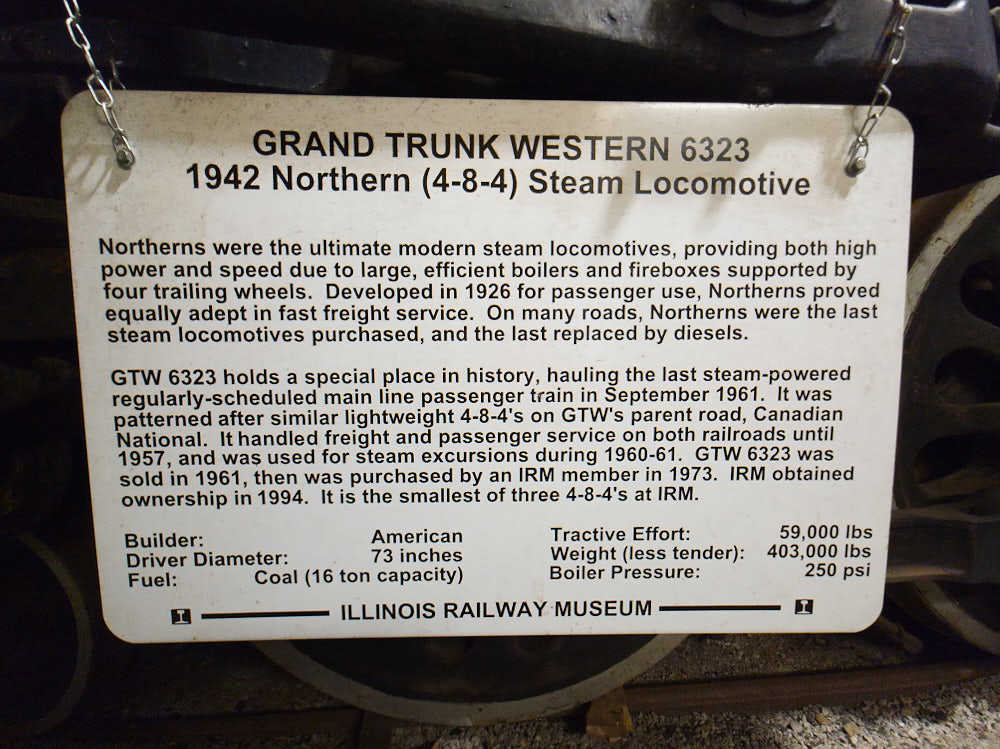 GRAND TRUNK WESTERN 6323
1942 Northern (4-8-4) Steam Locomotive
Northerns were the ultimate modern steam locomotives, providing both high
power and speed due to large, efficient boilers and fireboxes supported by
four trailing wheels. Developed in 1926 for passenger use, Northerns proved
equally adept in fast freight service. On many roads, Northerns were the last
steam locomotives purchased, and the last replaced by diesels.
GTW 6323 holds a special place in history, hauling the last steam-powered
regularly-scheduled main line passenger train in September 1961. It was
patterned after similar lightweight 4-8-4's on GTW's parent road, Canadian
National. It handled freight and passenger service on both railroads until
1957, and was used for steam excursions during 1960-61. GTW 6323 was
sold in 1961, then was purchased by an IRM member in 1973. IRM obtained
ownership in 1994. It is the smallest of three 4-8-4's at IRM.
Builder: American Tractive Effort: 59,000 lbs
Driver Diameter: 73 inches Weight (less tender): 403,000 lbs
Fuel: Coal (16 ton capacity) Boiler Pressure: 250 psi
ILLINOIS RAILWAY MUSEUM